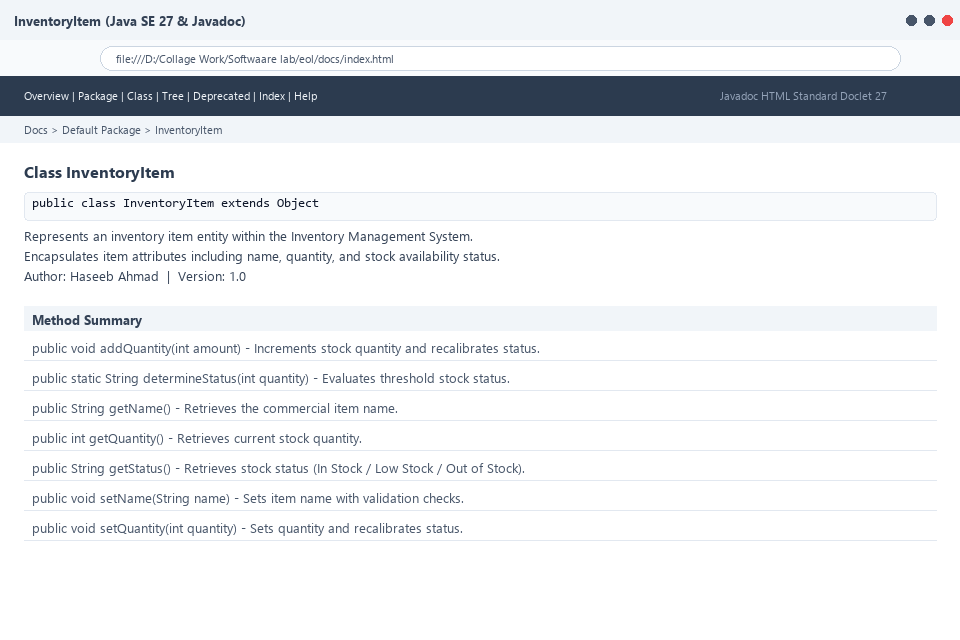 InventoryItem (Java SE 27 & Javadoc)
file:///D:/Collage Work/Softwaare lab/eol/docs/index.html
Overview | Package | Class | Tree | Deprecated | Index | Help
Javadoc HTML Standard Doclet 27
Docs > Default Package > InventoryItem
Class InventoryItem
public class InventoryItem extends Object
Represents an inventory item entity within the Inventory Management System.
Encapsulates item attributes including name, quantity, and stock availability status.
Author: Haseeb Ahmad | Version: 1.0
Method Summary
public void addQuantity(int amount) - Increments stock quantity and recalibrates status.
public static String determineStatus(int quantity) - Evaluates threshold stock status.
public String getName() - Retrieves the commercial item name.
public int getQuantity() - Retrieves current stock quantity.
public String getStatus() - Retrieves stock status (In Stock / Low Stock / Out of Stock).
public void setName(String name) - Sets item name with validation checks.
public void setQuantity(int quantity) - Sets quantity and recalibrates status.